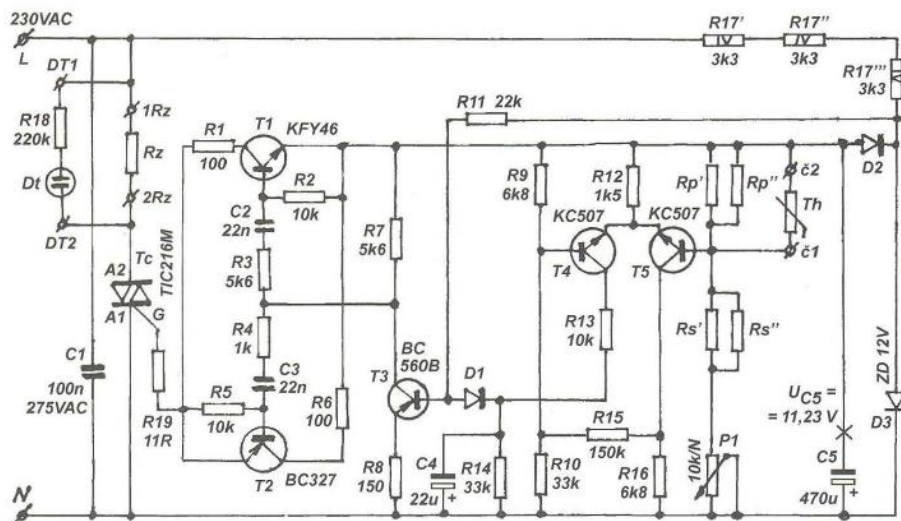 230VAC
L
DT1
R18
220k
Dt
DT2
1Rz
Rz
2Rz
A2
Tc
A1
G
TIC216M
C1
100n
275VAC
R19
11R
N
R1
100
T1
KFY46
R2
10k
C2
22n
R3
5k6
R4
1k
C3
22n
R5
10k
T2
BC327
R6
100
R7
5k6
T3
BC
560B
R8
150
D1
C4
22u
+
R14
33k
R11 22k
R9
6k8
R12
1k5
KC507
KC507
T4
T5
R13
10k
R15
150k
R10
33k
R16
6k8
Rp'
Rp''
Th
č2
č1
Rs'
Rs''
10k/N
P1
R17'
3k3
R17''
3k3
R17'''
3k3
D2
ZD 12V
D3
UC5 =
= 11,23 V
C5
470u
+